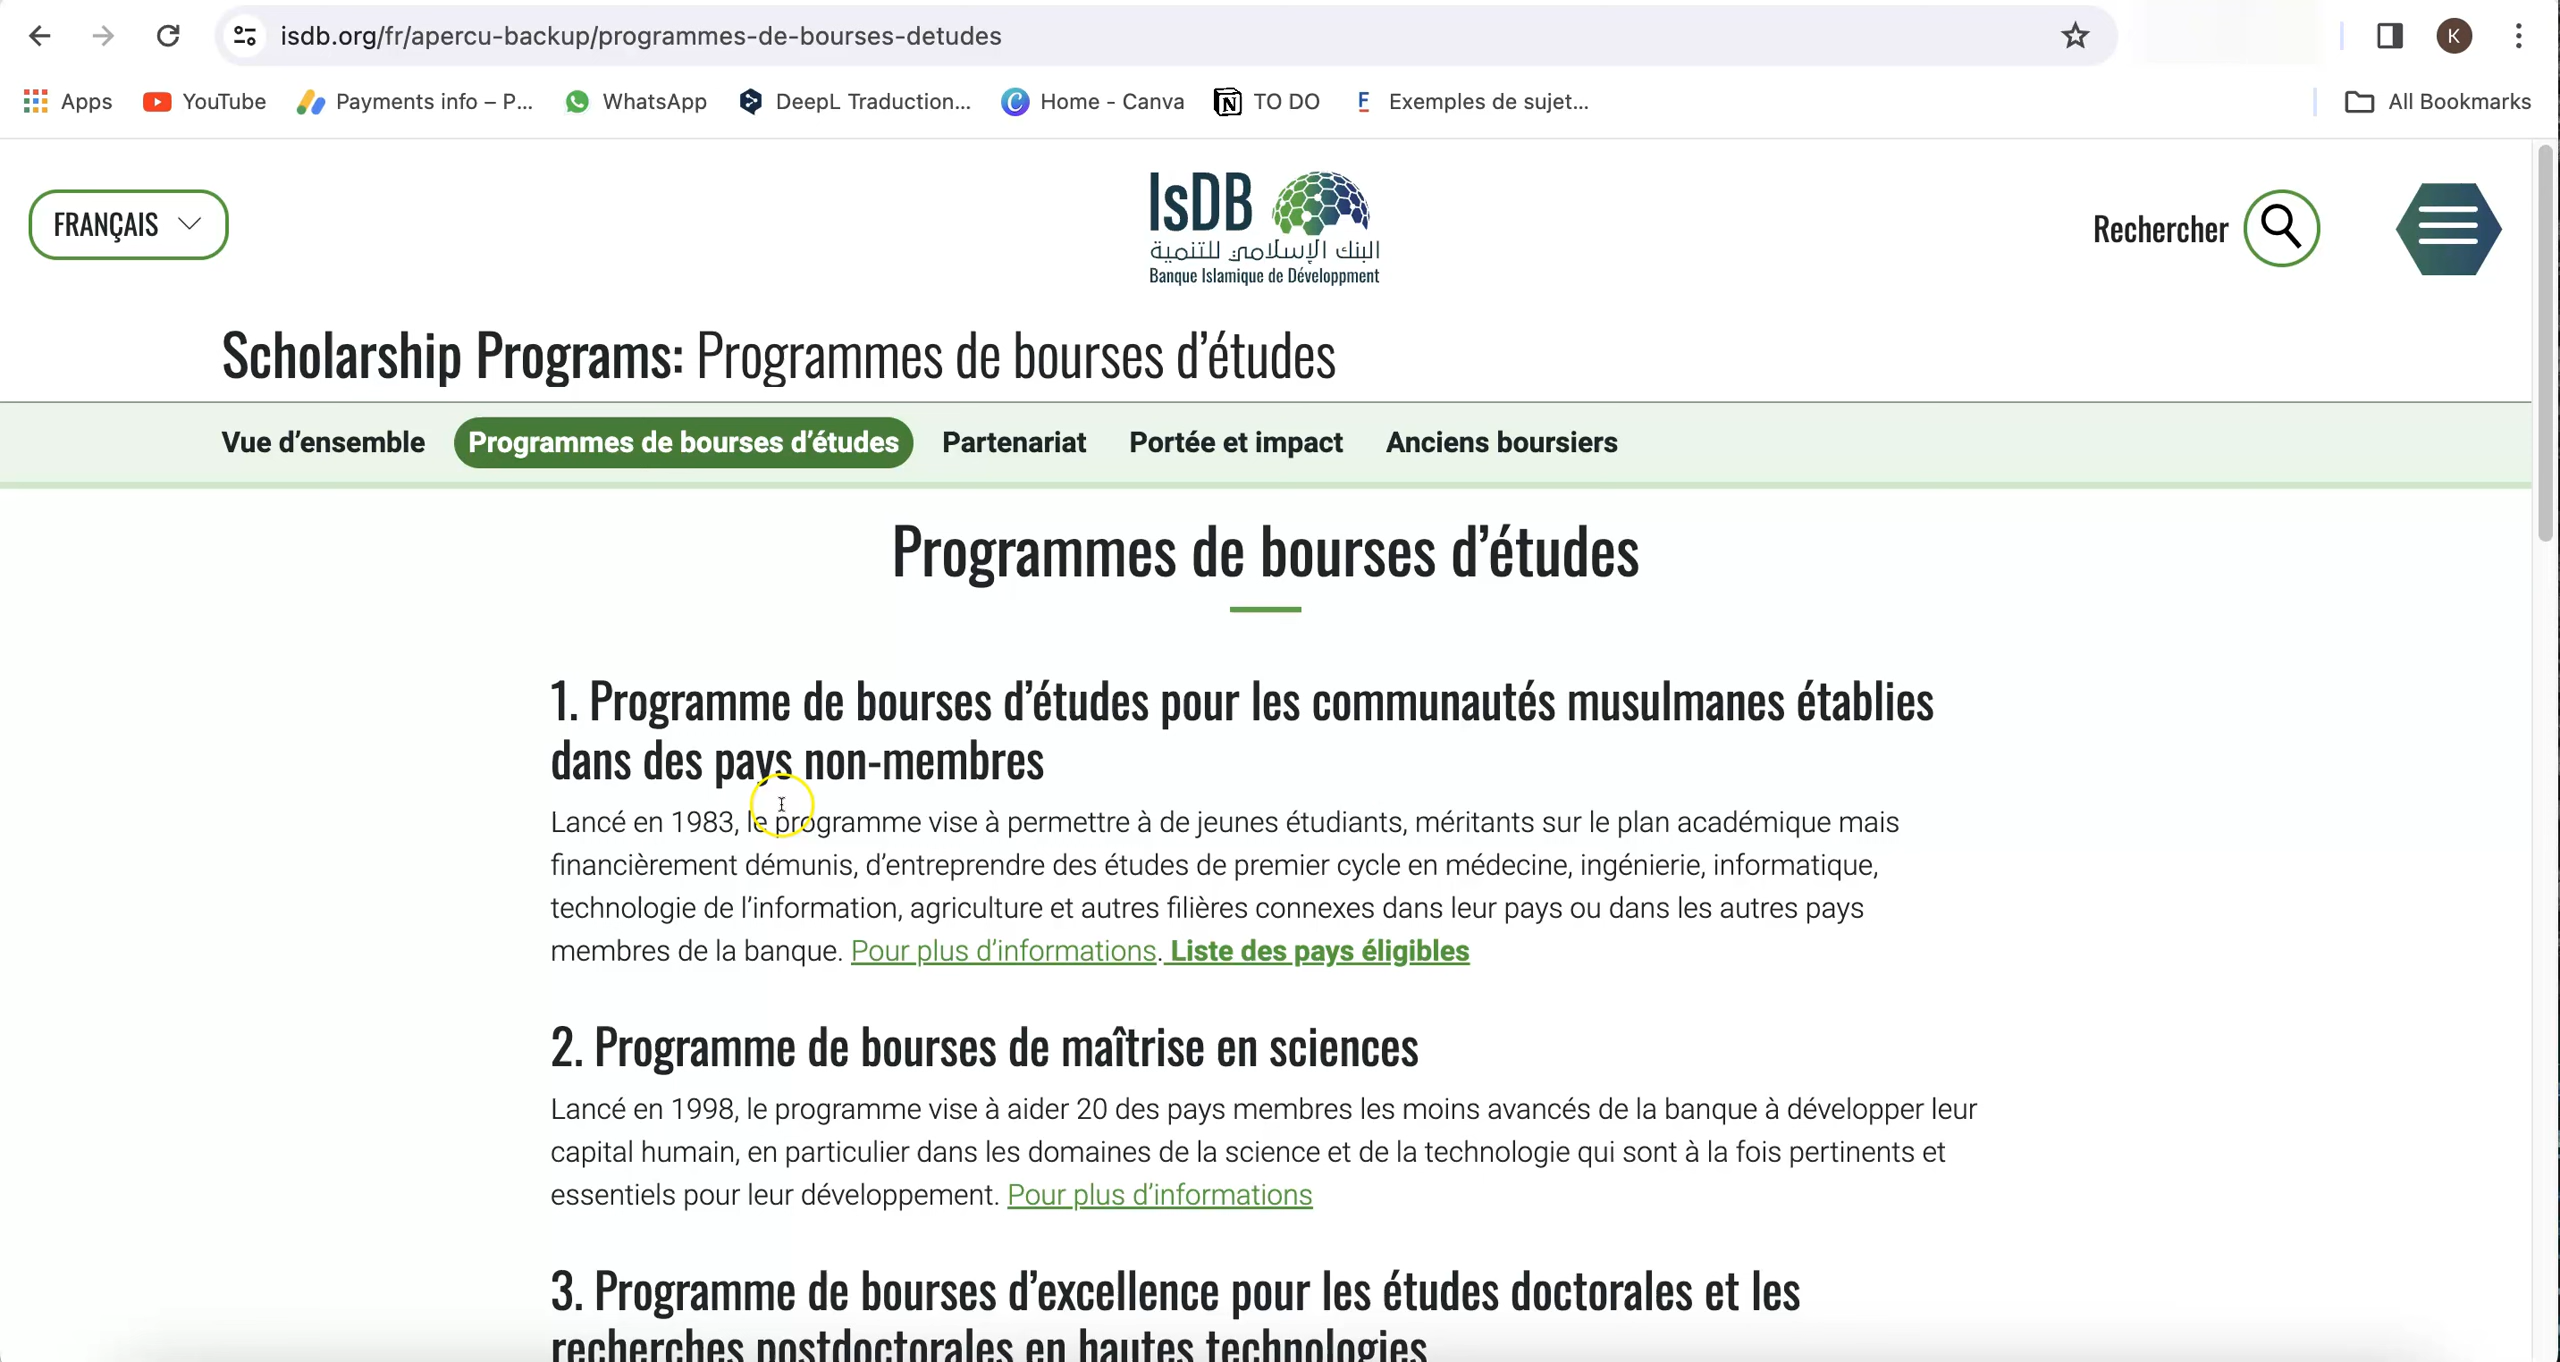 isdb.org/fr/apercu-backup/programmes-de-bourses-detudes
K
Apps
YouTube
Payments info – P...
WhatsApp
DeepL Traduction...
Home - Canva
TO DO
Exemples de sujet...
All Bookmarks
FRANÇAIS
IsDB
البنك الإسلامي للتنمية
Banque Islamique de Développment
Rechercher
Scholarship Programs: Programmes de bourses d’études
Vue d’ensemble
Programmes de bourses d’études
Partenariat
Portée et impact
Anciens boursiers
Programmes de bourses d’études
1. Programme de bourses d’études pour les communautés musulmanes établies
dans des pays non-membres
Lancé en 1983, le programme vise à permettre à de jeunes étudiants, méritants sur le plan académique mais
financièrement démunis, d’entreprendre des études de premier cycle en médecine, ingénierie, informatique,
technologie de l’information, agriculture et autres filières connexes dans leur pays ou dans les autres pays
membres de la banque. Pour plus d’informations. Liste des pays éligibles
2. Programme de bourses de maîtrise en sciences
Lancé en 1998, le programme vise à aider 20 des pays membres les moins avancés de la banque à développer leur
capital humain, en particulier dans les domaines de la science et de la technologie qui sont à la fois pertinents et
essentiels pour leur développement. Pour plus d’informations
3. Programme de bourses d’excellence pour les études doctorales et les
recherches postdoctorales en hautes technologies